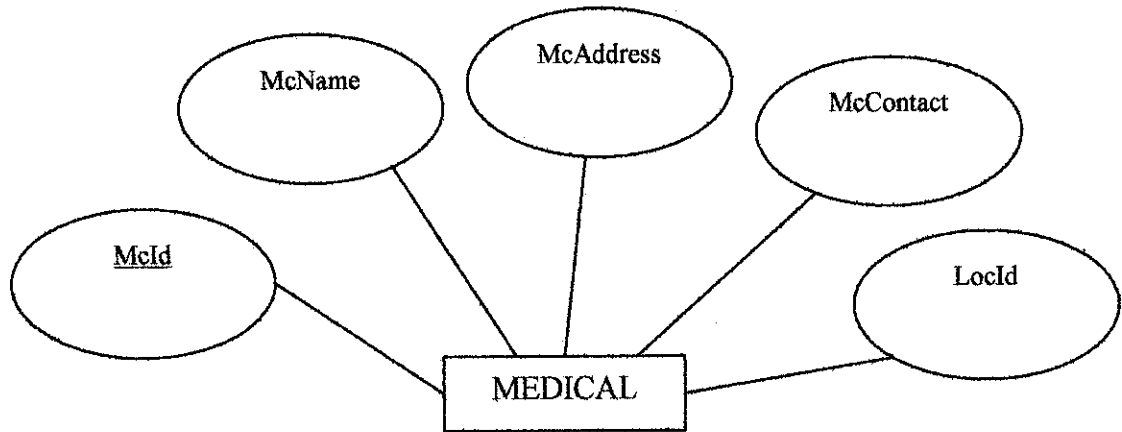 McAddress
McName
McContact
McId
LocId
MEDICAL